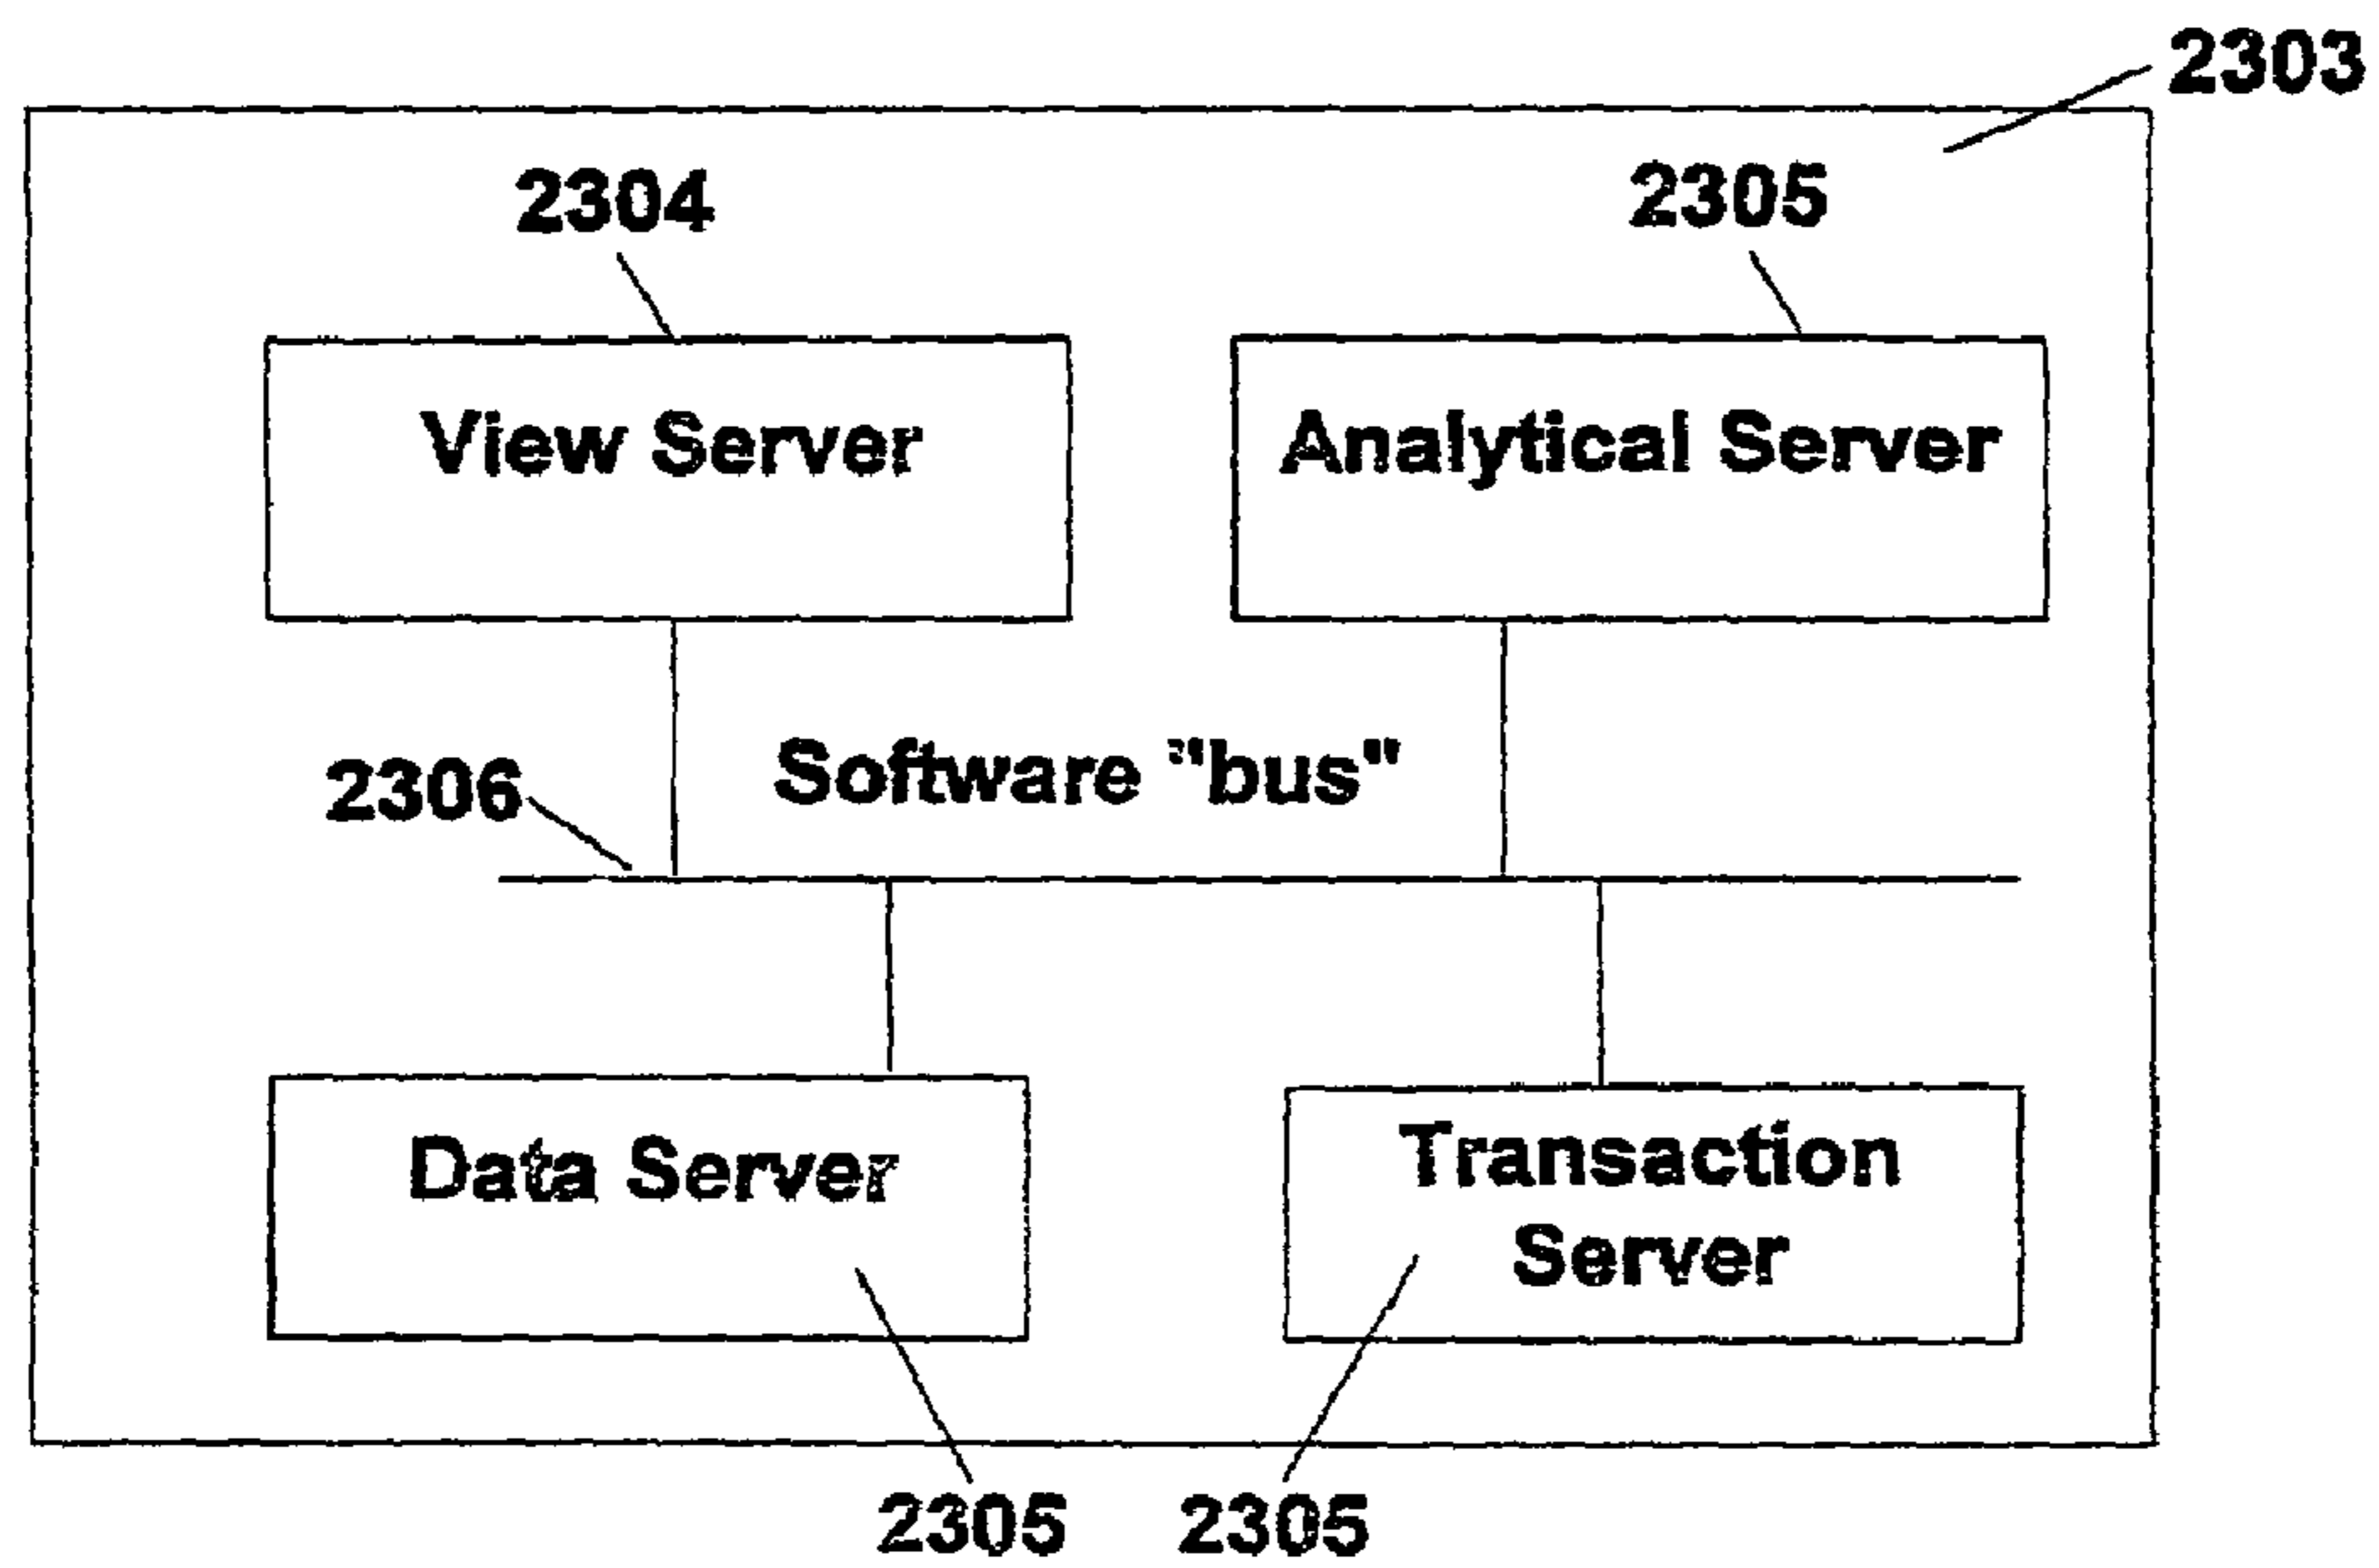 2303
2304
2305
View Server
Analytical Server
Software "bus"
2306
Data Server
Transaction
Server
2305
2305